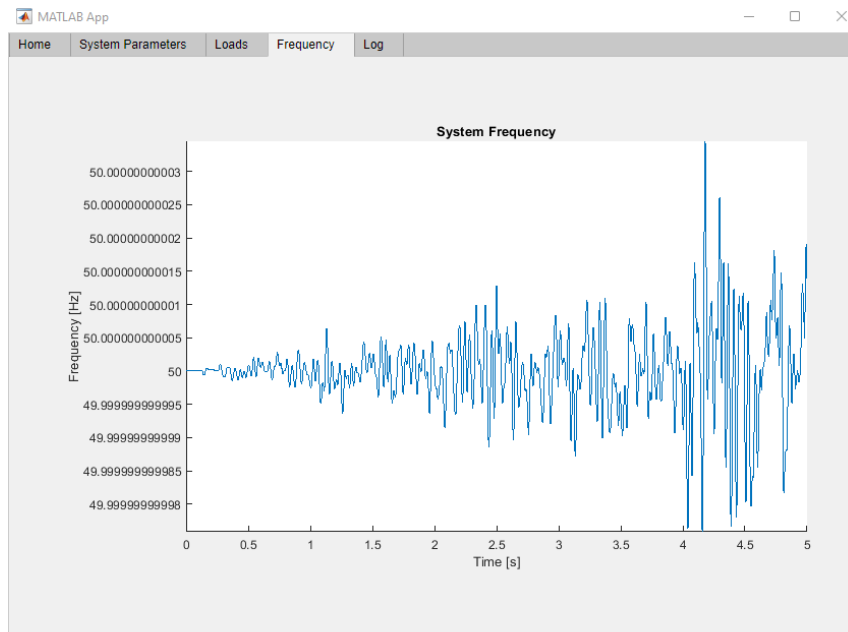 MATLAB App
Home System Parameters Loads Frequency Log
System Frequency
Frequency [Hz]
50.00000000003
50.000000000025
50.00000000002
50.000000000015
50.00000000001
50.000000000005
50
49.999999999995
49.99999999999
49.999999999985
49.99999999998
0 0.5 1 1.5 2 2.5 3 3.5 4 4.5 5
Time [s]